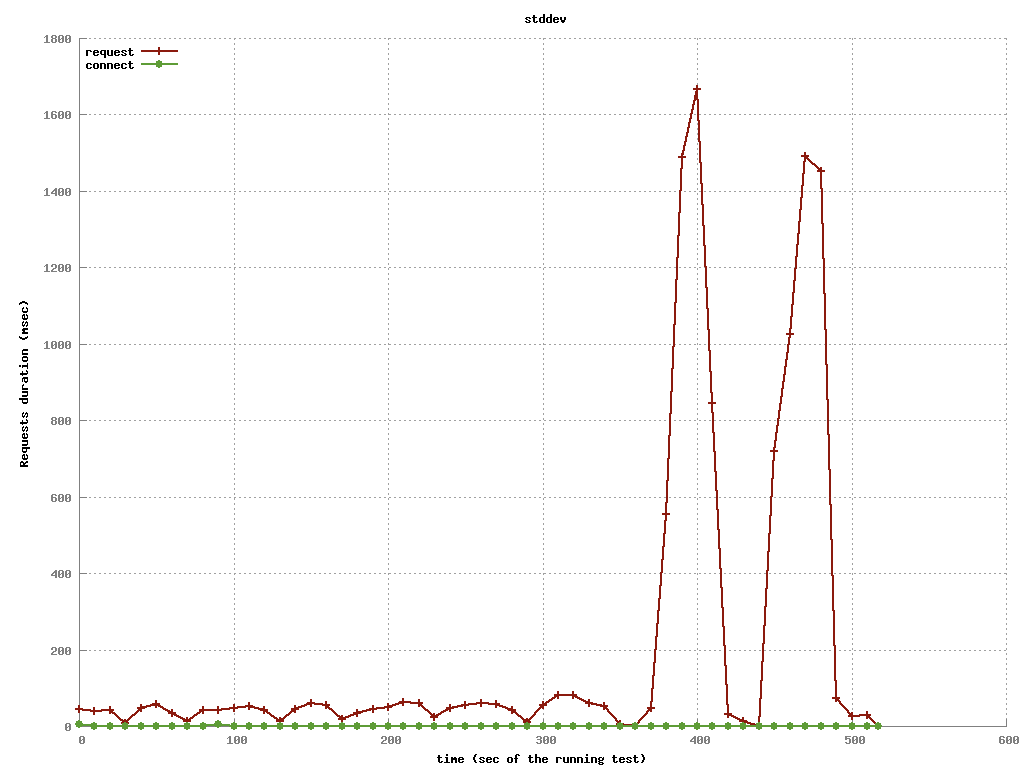 stddev
1800
request
connect
1600
1400
1200
1000
800
600
400
200
0
0 100 200 300 400 500 600
Requests duration (msec)
time (sec of the running test)